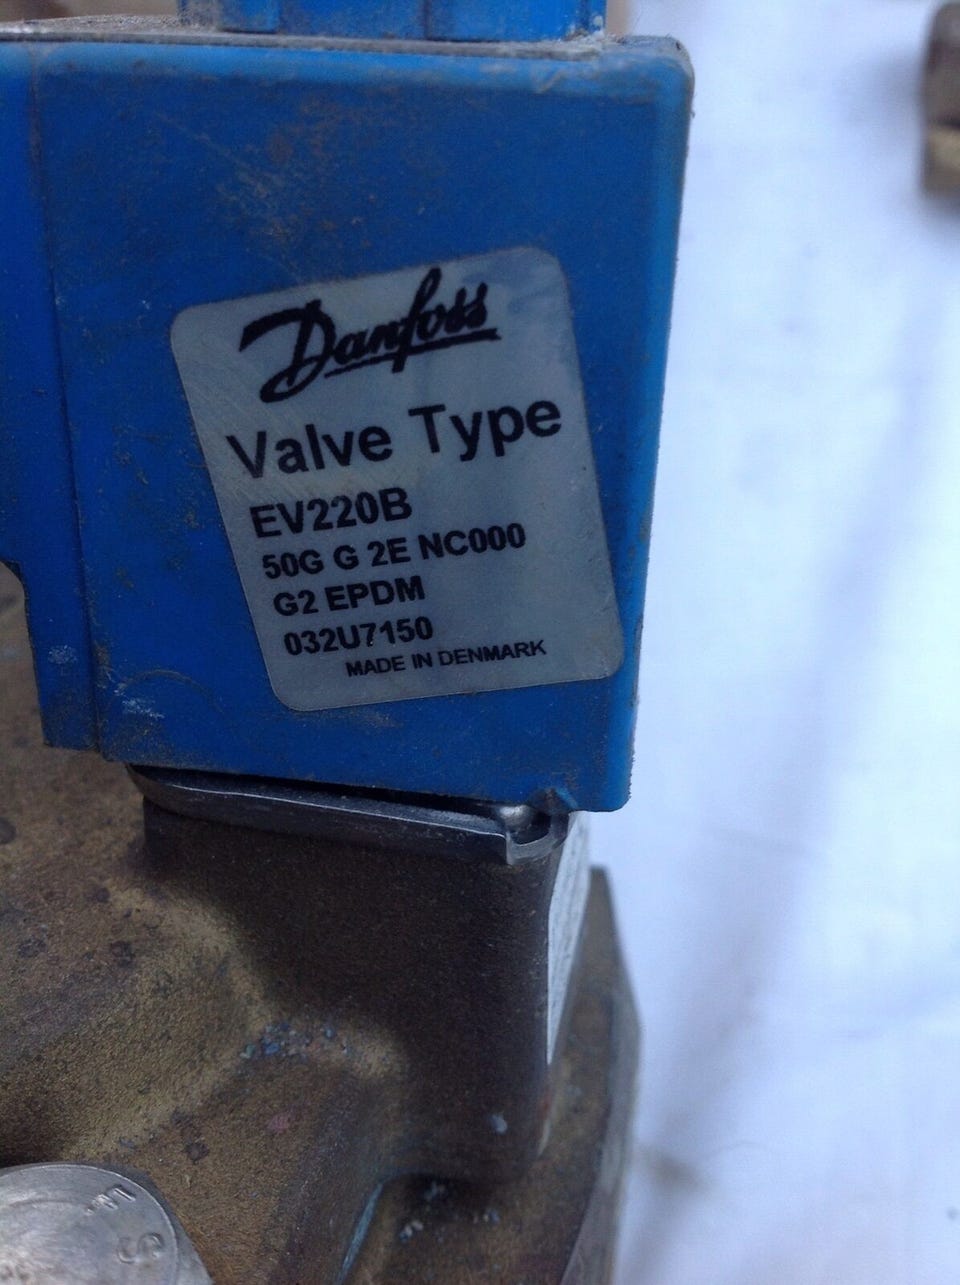 Danfoss
Valve Type
EV220B
50G G 2E NC000
G2 EPDM
032U7150
MADE IN DENMARK